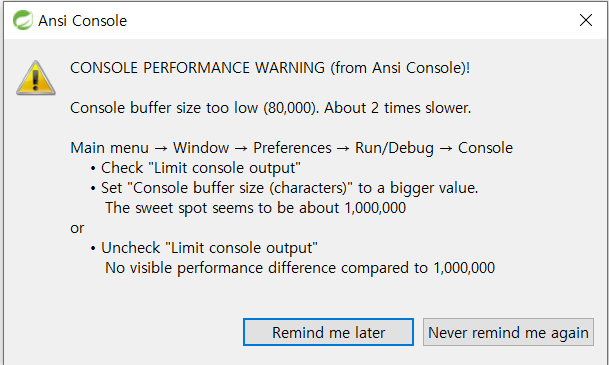 Ansi Console
CONSOLE PERFORMANCE WARNING (from Ansi Console)!
Console buffer size too low (80,000). About 2 times slower.
Main menu → Window → Preferences → Run/Debug → Console
• Check "Limit console output"
• Set "Console buffer size (characters)" to a bigger value.
The sweet spot seems to be about 1,000,000
or
• Uncheck "Limit console output"
No visible performance difference compared to 1,000,000
Remind me later
Never remind me again